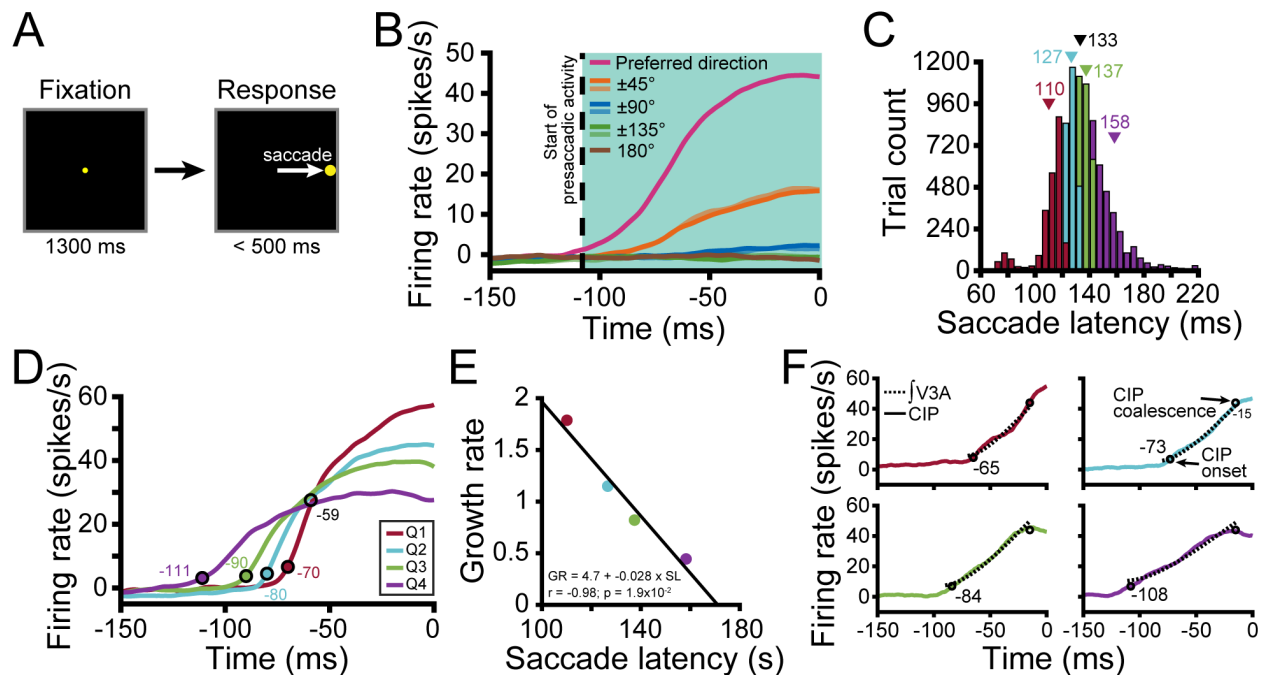 A
Fixation
Response
saccade
1300 ms
< 500 ms
B
Firing rate (spikes/s)
50
40
30
20
10
0
Start of
presaccadic activity
Preferred direction
±45°
±90°
±135°
180°
-150
-100
-50
0
Time (ms)
C
Trial count
1200
960
720
480
240
0
133
127
137
110
158
60
100
140
180
220
Saccade latency (ms)
D
Firing rate (spikes/s)
60
40
20
0
-59
-111
-90
-80
-70
Q1
Q2
Q3
Q4
-150
-100
-50
0
Time (ms)
E
Growth rate
2
1.5
1
0.5
0
GR = 4.7 + -0.028 x SL
r = -0.98; p = 1.9x10⁻²
100
140
180
Saccade latency (s)
F
Firing rate (spikes/s)
60
40
20
0
∫V3A
CIP
-65
CIP
coalescence
-15
-73
CIP
onset
60
40
20
0
-84
-108
-150
-100
-50
0
-150
-100
-50
0
Time (ms)